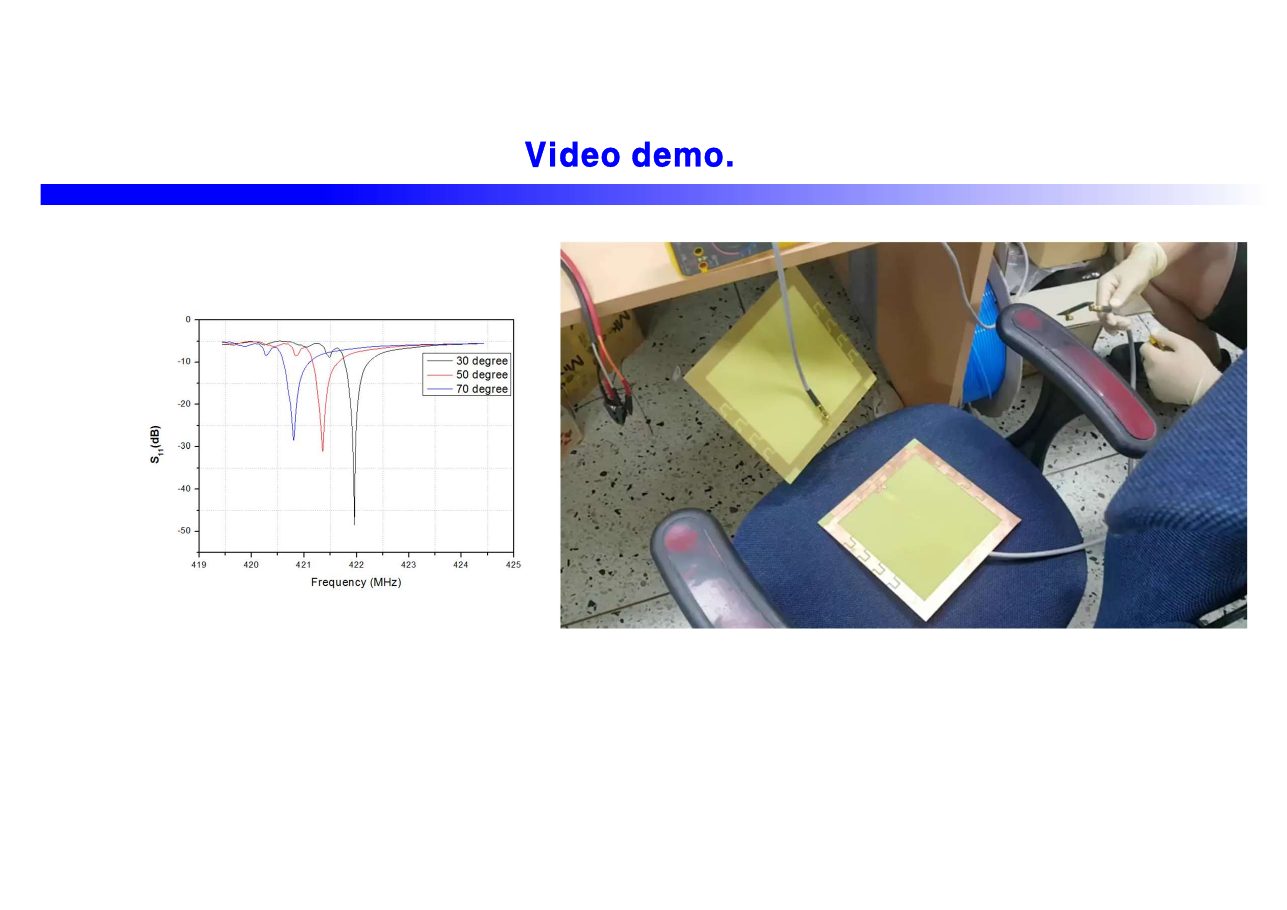 Video demo.
0
-10
-20
-30
-40
-50
S11(dB)
30 degree
50 degree
70 degree
419 420 421 422 423 424 425
Frequency (MHz)